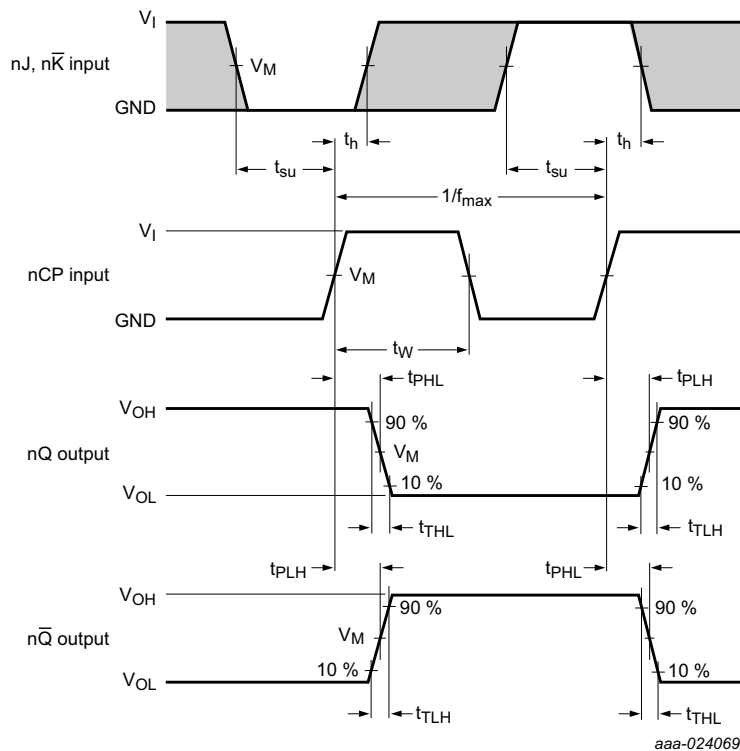 V_I
nJ, nK̅ input
V_M
GND
t_h
t_h
t_su
t_su
1/f_max
V_I
nCP input
V_M
GND
t_W
t_PHL
t_PLH
V_OH
90 %
90 %
nQ output
V_M
10 %
10 %
V_OL
t_THL
t_TLH
t_PLH
t_PHL
V_OH
90 %
90 %
nQ̅ output
V_M
10 %
10 %
V_OL
t_TLH
t_THL
aaa-024069